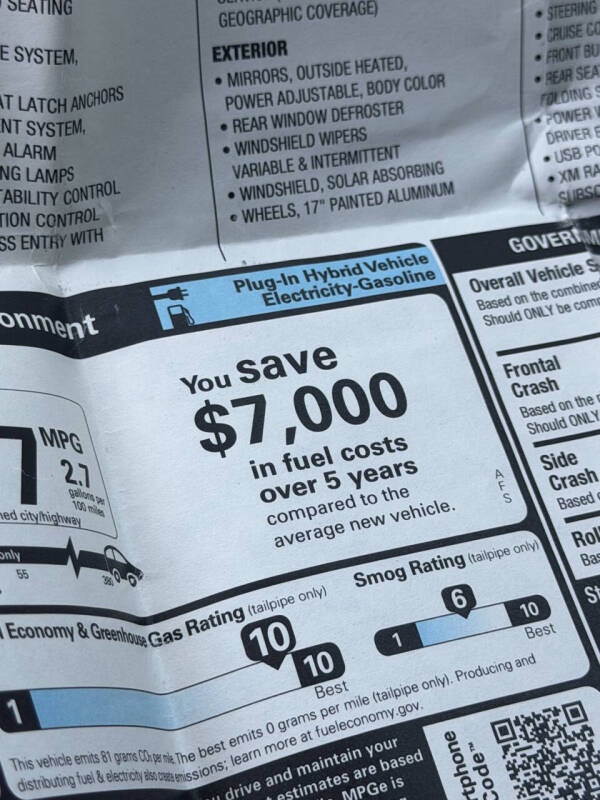 SEATING
E SYSTEM,
AT LATCH ANCHORS
NT SYSTEM,
ALARM
NG LAMPS
TABILITY CONTROL
TION CONTROL
SS ENTRY WITH
GEOGRAPHIC COVERAGE)
EXTERIOR
• MIRRORS, OUTSIDE HEATED,
POWER ADJUSTABLE, BODY COLOR
• REAR WINDOW DEFROSTER
• WINDSHIELD WIPERS
VARIABLE & INTERMITTENT
• WINDSHIELD, SOLAR ABSORBING
• WHEELS, 17" PAINTED ALUMINUM
• STEERING
• CRUISE CO
• FRONT BU
• REAR SEA
FOLDING S
• POWER W
DRIVER E
• USB PO
• XM RA
SUBSC
onment
Plug-In Hybrid Vehicle
Electricity-Gasoline
You save
$7,000
in fuel costs
over 5 years
compared to the
average new vehicle.
A
F
S
7 MPG
2.7
gallons per
100 miles
ned city/highway
only
55
380
Economy & Greenhouse Gas Rating (tailpipe only)
10
1
10
Best
Smog Rating (tailpipe only)
6
1
10
Best
This vehicle emits 81 grams CO₂ per mile. The best emits 0 grams per mile (tailpipe only). Producing and
distributing fuel & electricity also create emissions; learn more at fueleconomy.gov.
drive and maintain your
estimates are based
MPGe is
GOVERNM
Overall Vehicle S
Based on the combined
Should ONLY be com
Frontal
Crash
Based on the r
Should ONLY
Side
Crash
Based
Rol
Bas
St
rtphone
Code™